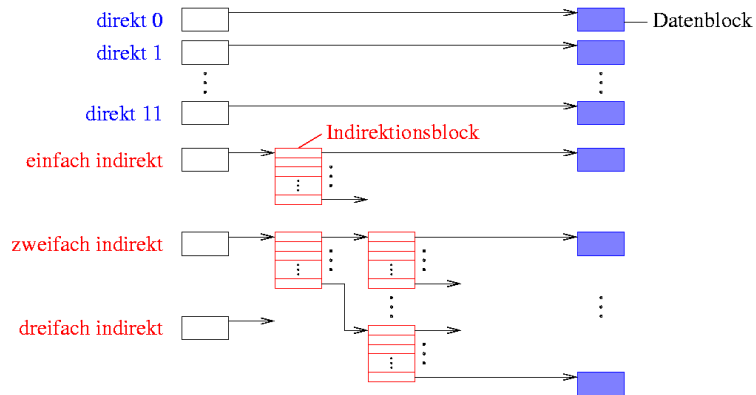 direkt 0
Datenblock
direkt 1
direkt 11
Indirektionsblock
einfach indirekt
zweifach indirekt
dreifach indirekt